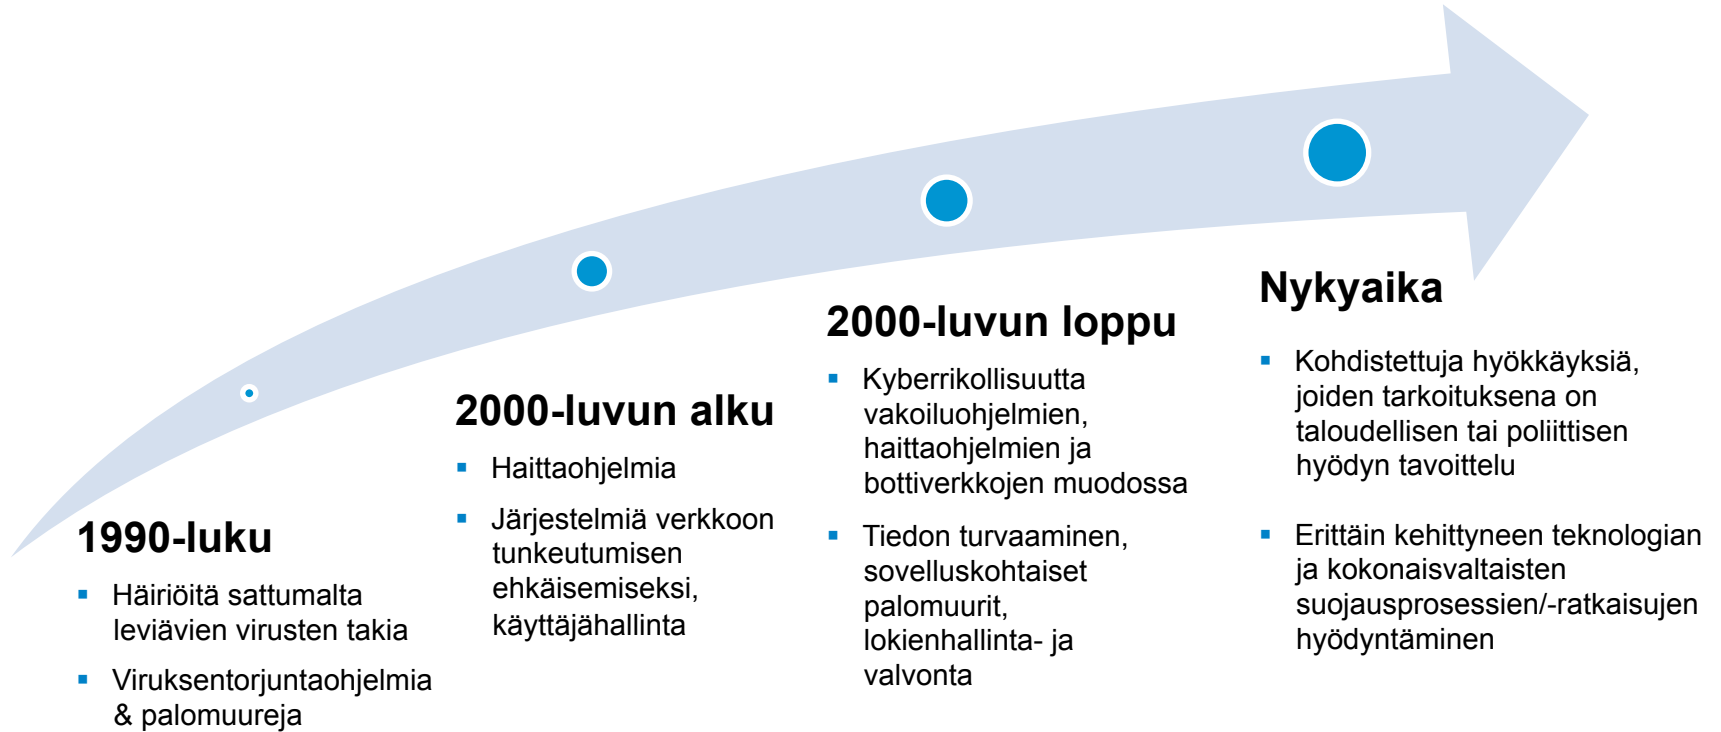 1990-luku
▪ Häiriöitä sattumalta
leviävien virusten takia
▪ Viruksentorjuntaohjelmia
& palomuureja
2000-luvun alku
▪ Haittaohjelmia
▪ Järjestelmiä verkkoon
tunkeutumisen
ehkäisemiseksi,
käyttäjähallinta
2000-luvun loppu
▪ Kyberrikollisuutta
vakoiluohjelmien,
haittaohjelmien ja
bottiverkkojen muodossa
▪ Tiedon turvaaminen,
sovelluskohtaiset
palomuurit,
lokienhallinta- ja
valvonta
Nykyaika
▪ Kohdistettuja hyökkäyksiä,
joiden tarkoituksena on
taloudellisen tai poliittisen
hyödyn tavoittelu
▪ Erittäin kehittyneen teknologian
ja kokonaisvaltaisten
suojausprosessien/-ratkaisujen
hyödyntäminen